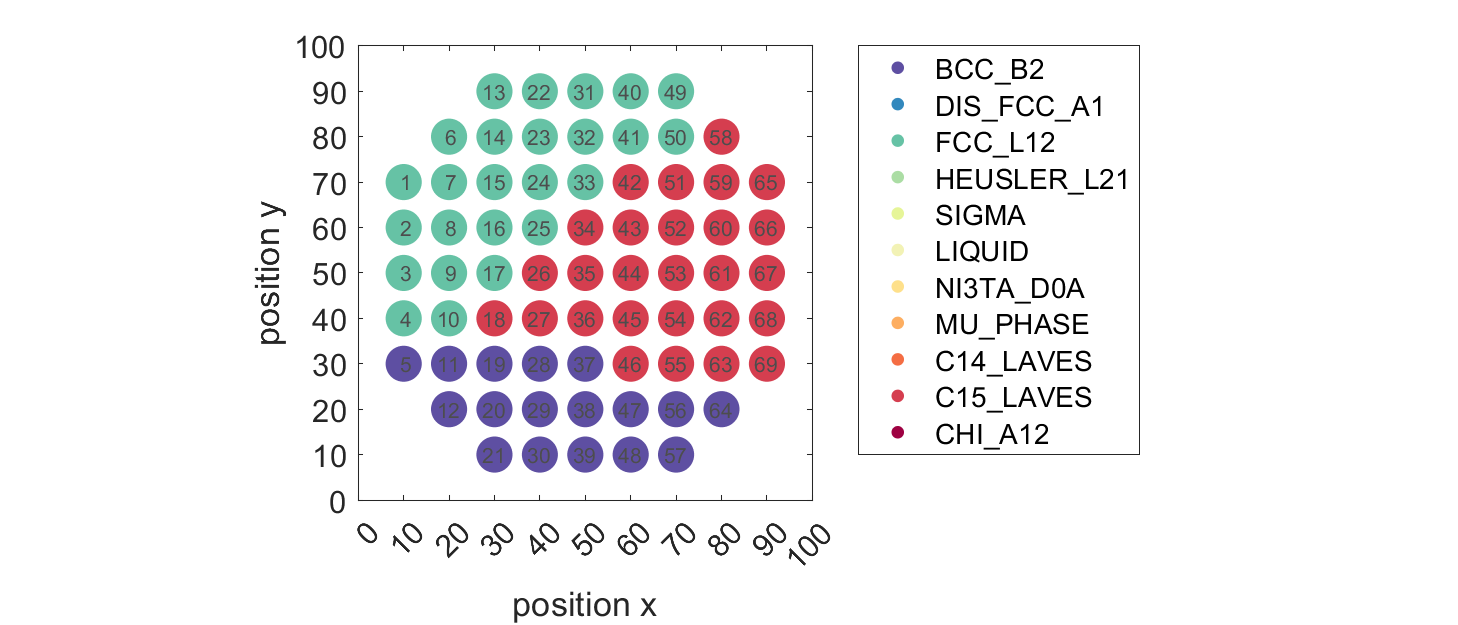 100
90
80
70
60
50
40
30
20
10
0
position y
13 22 31 40 49
6 14 23 32 41 50 58
1 7 15 24 33 42 51 59 65
2 8 16 25 34 43 52 60 66
3 9 17 26 35 44 53 61 67
4 10 18 27 36 45 54 62 68
5 11 19 28 37 46 55 63 69
12 20 29 38 47 56 64
21 30 39 48 57
0 10 20 30 40 50 60 70 80 90 100
position x
BCC_B2
DIS_FCC_A1
FCC_L12
HEUSLER_L21
SIGMA
LIQUID
NI3TA_D0A
MU_PHASE
C14_LAVES
C15_LAVES
CHI_A12